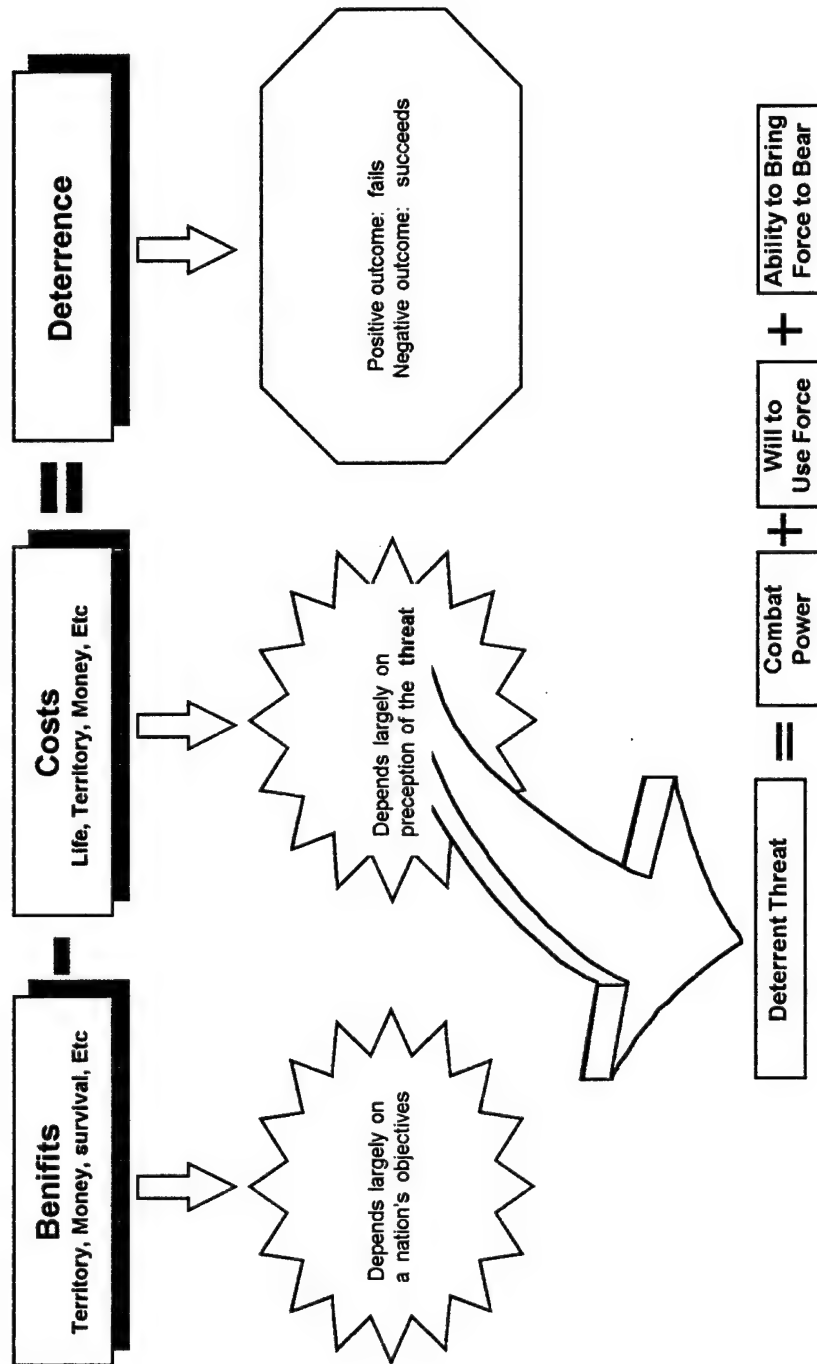 Benifits
Territory, Money, survival, Etc
-
Costs
Life, Territory, Money, Etc
=
Deterrence
Depends largely on
a nation's objectives
Depends largely on
preception of the threat
Positive outcome: fails
Negative outcome: succeeds
Deterrent Threat
=
Combat
Power
+
Will to
Use Force
+
Ability to Bring
Force to Bear